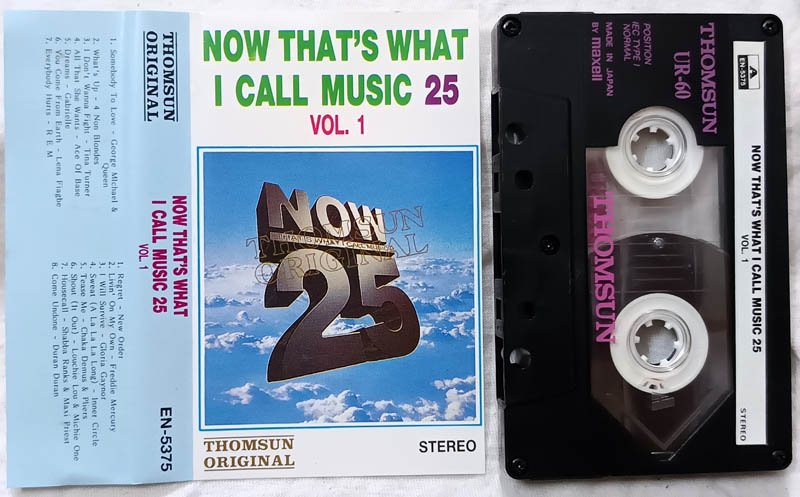 THOMSUN
ORIGINAL
1. Somebody To Love - George Michael &
Queen
2. What's Up - 4 Non Blondes
3. I Don't Wanna Fight - Tina Turner
4. All That She Wants - Ace Of Base
5. Dreams - Gabrielle
6. You Come From Earth - Lena Fiagbe
7. Everybody Hurts - R E M
NOW THAT'S WHAT
I CALL MUSIC 25
VOL. 1
1. Regret - New Order
2. Livin' On My Own - Freddie Mercury
3. I Will Survive - Gloria Gaynor
4. Sweat (A La La La Long) - Inner Circle
5. Tease Me - Chaka Demus & Pliers
6. Shout (It Out) - Louchie Lou & Michie One
7. Housecall - Shabba Ranks & Maxi Priest
8. Come Undone - Duran Duran
EN-5375
NOW THAT'S WHAT
I CALL MUSIC 25
VOL. 1
NOW
THAT'S WHAT I CALL MUSIC
25
THOMSUN
ORIGINAL
THOMSUN
ORIGINAL
STEREO
THOMSUN
UR-60
POSITION
IEC TYPE I
NORMAL
MADE IN JAPAN
BY maxell
THOMSUN
A
EN-5375
NOW THAT'S WHAT I CALL MUSIC 25
VOL. 1
STEREO